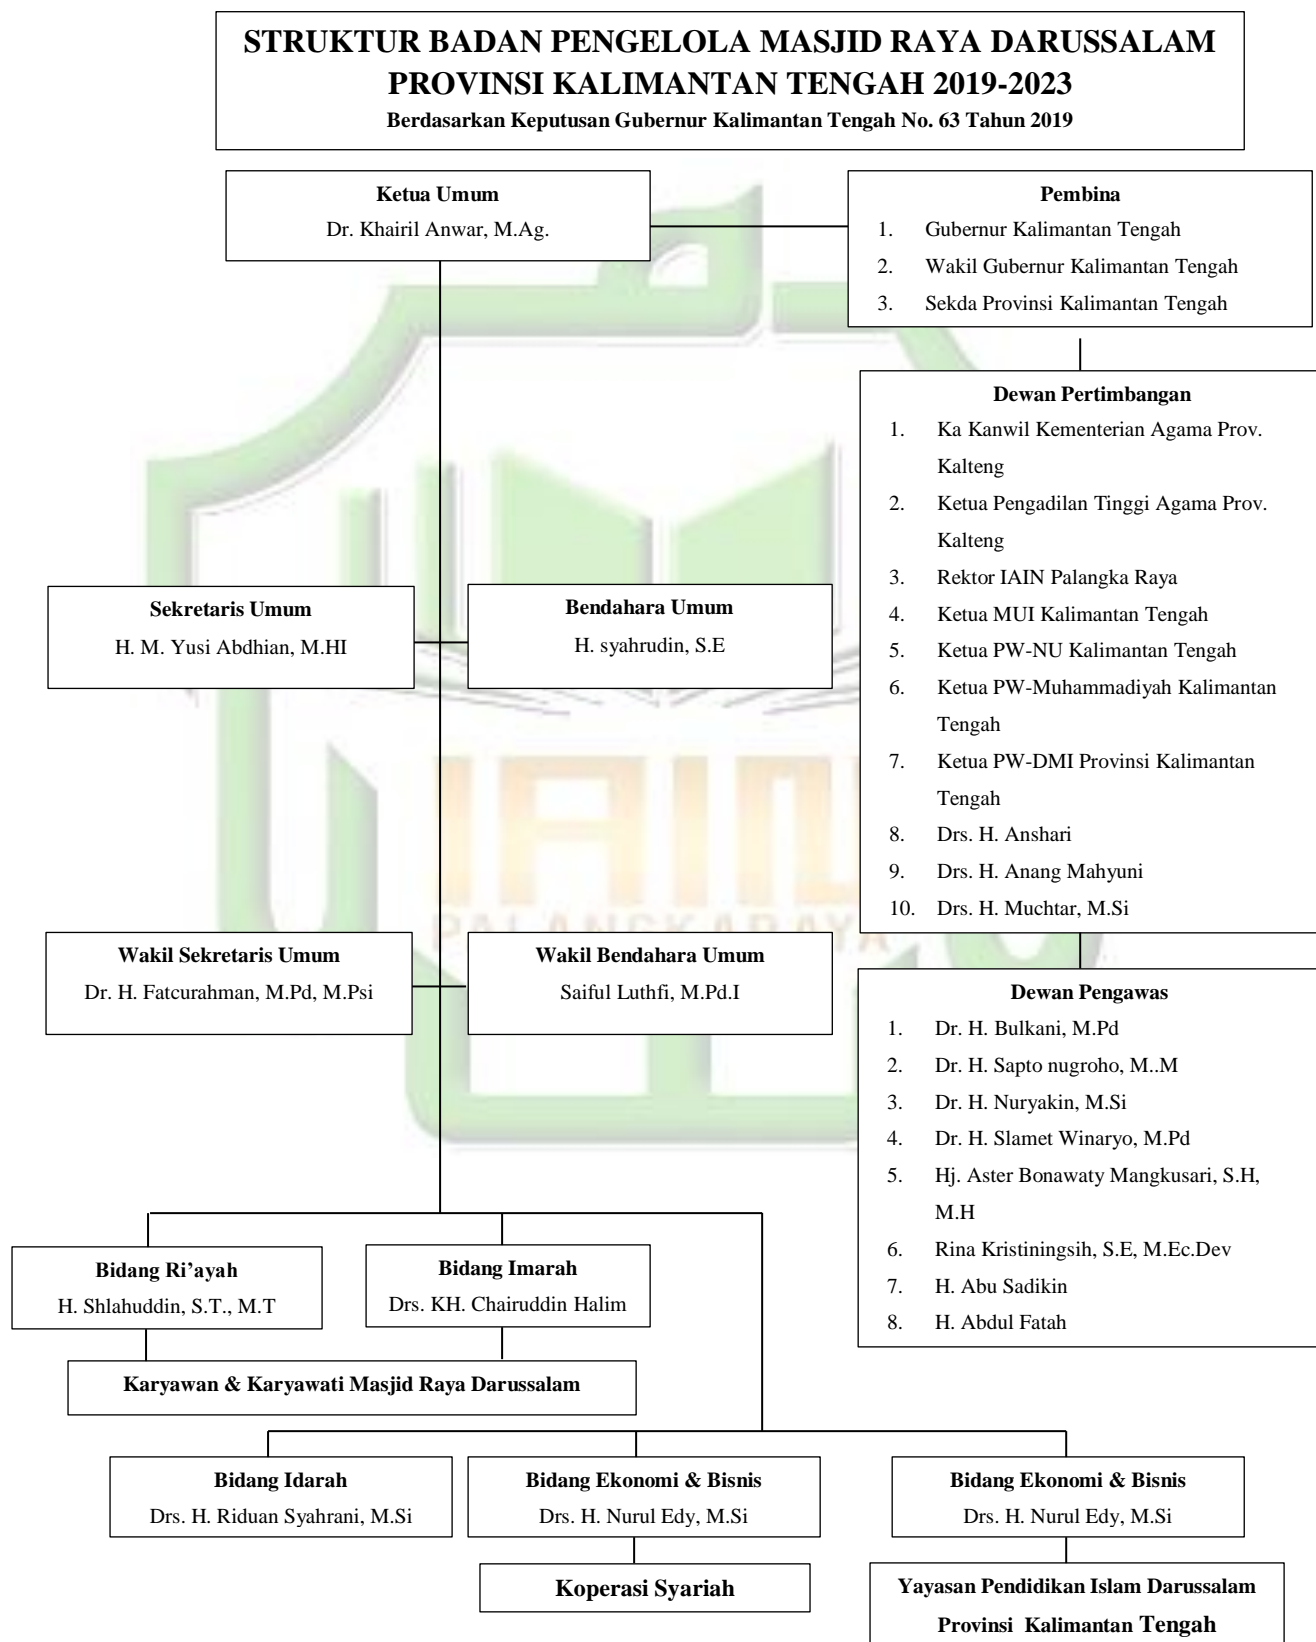 STRUKTUR BADAN PENGELOLA MASJID RAYA DARUSSALAM
PROVINSI KALIMANTAN TENGAH 2019-2023
Berdasarkan Keputusan Gubernur Kalimantan Tengah No. 63 Tahun 2019
Ketua Umum
Dr. Khairil Anwar, M.Ag.
Pembina
1. Gubernur Kalimantan Tengah
2. Wakil Gubernur Kalimantan Tengah
3. Sekda Provinsi Kalimantan Tengah
Dewan Pertimbangan
1. Ka Kanwil Kementerian Agama Prov.
Kalteng
2. Ketua Pengadilan Tinggi Agama Prov.
Kalteng
3. Rektor IAIN Palangka Raya
4. Ketua MUI Kalimantan Tengah
5. Ketua PW-NU Kalimantan Tengah
6. Ketua PW-Muhammadiyah Kalimantan
Tengah
7. Ketua PW-DMI Provinsi Kalimantan
Tengah
8. Drs. H. Anshari
9. Drs. H. Anang Mahyuni
10. Drs. H. Muchtar, M.Si
Sekretaris Umum
H. M. Yusi Abdhian, M.HI
Bendahara Umum
H. syahrudin, S.E
IAIN
PALANGKARAYA
Wakil Sekretaris Umum
Dr. H. Fatcurahman, M.Pd, M.Psi
Wakil Bendahara Umum
Saiful Luthfi, M.Pd.I
Dewan Pengawas
1. Dr. H. Bulkani, M.Pd
2. Dr. H. Sapto nugroho, M..M
3. Dr. H. Nuryakin, M.Si
4. Dr. H. Slamet Winaryo, M.Pd
5. Hj. Aster Bonawaty Mangkusari, S.H,
M.H
6. Rina Kristiningsih, S.E, M.Ec.Dev
7. H. Abu Sadikin
8. H. Abdul Fatah
Bidang Ri’ayah
H. Shlahuddin, S.T., M.T
Bidang Imarah
Drs. KH. Chairuddin Halim
Karyawan & Karyawati Masjid Raya Darussalam
Bidang Idarah
Drs. H. Riduan Syahrani, M.Si
Bidang Ekonomi & Bisnis
Drs. H. Nurul Edy, M.Si
Bidang Ekonomi & Bisnis
Drs. H. Nurul Edy, M.Si
Koperasi Syariah
Yayasan Pendidikan Islam Darussalam
Provinsi Kalimantan Tengah